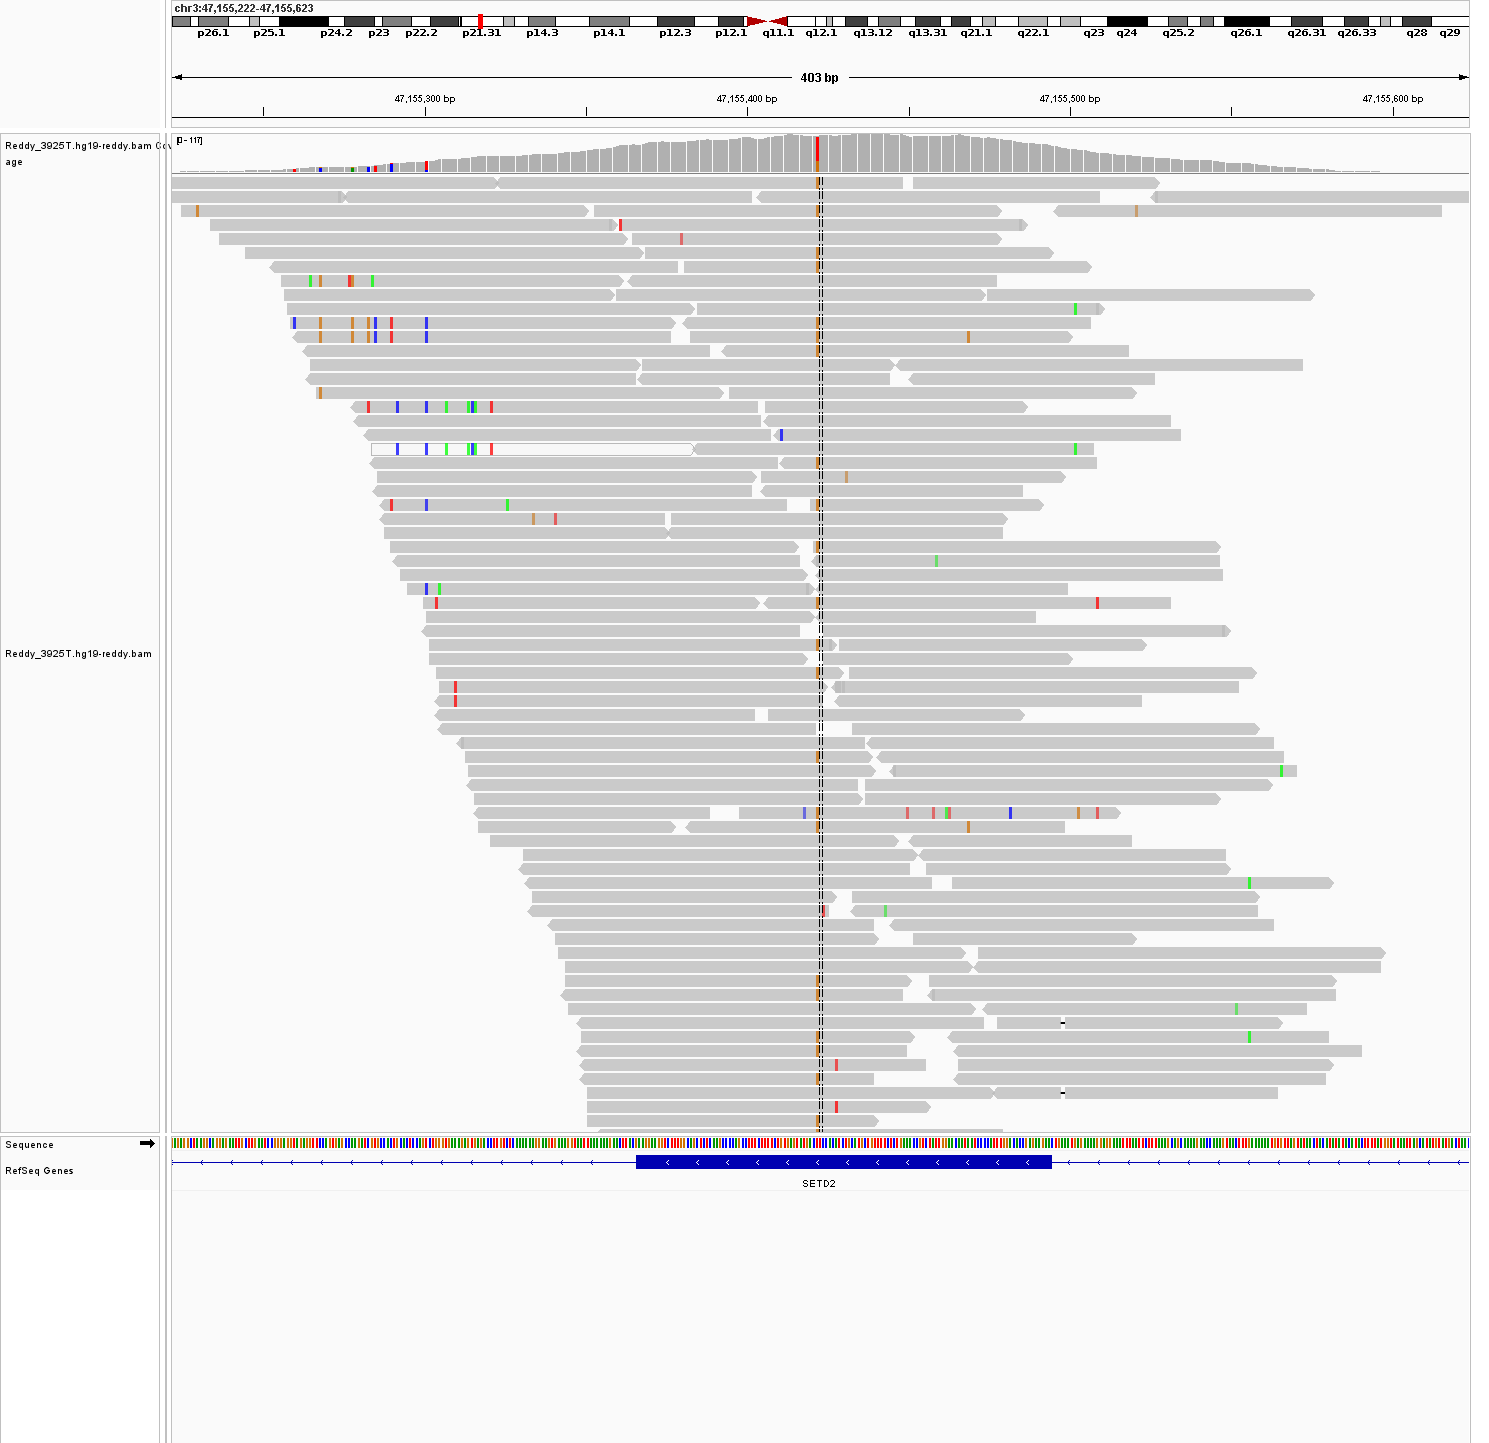 chr3:47,155,222-47,155,623
p26.1 p25.1 p24.2 p23 p22.2 p21.31 p14.3 p14.1 p12.3 p12.1 q11.1 q12.1 q13.12 q13.31 q21.1 q22.1 q23 q24 q25.2 q26.1 q26.31 q26.33 q28 q29
403 bp
47,155,300 bp 47,155,400 bp 47,155,500 bp 47,155,600 bp
Reddy_3925T.hg19-reddy.bam Cov
age
[0 - 117]
Reddy_3925T.hg19-reddy.bam
Sequence
RefSeq Genes
SETD2